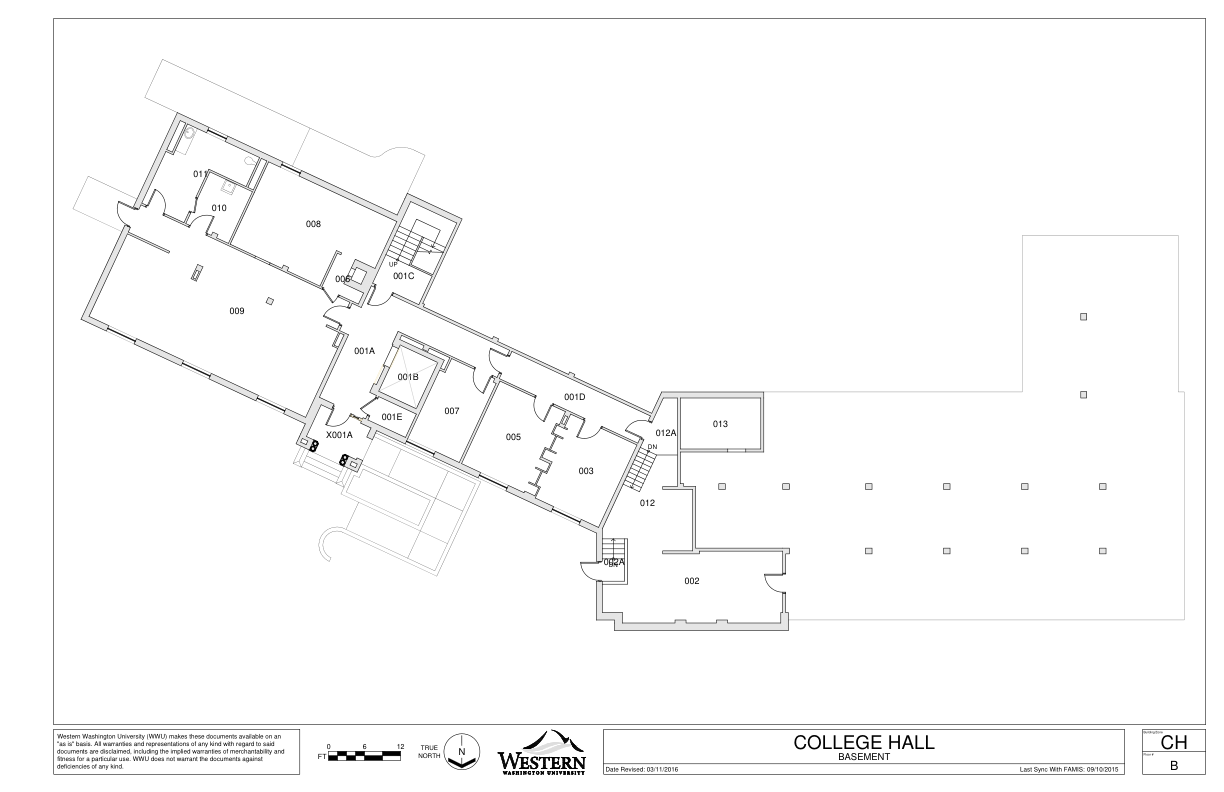 011
010
008
UP
006
001C
009
001A
001B
001D
001E
007
X001A
005
012A
013
DN
003
012
002A
002
Western Washington University (WWU) makes these documents available on an
"as is" basis. All warranties and representations of any kind with regard to said
documents are disclaimed, including the implied warranties of merchantability and
fitness for a particular use. WWU does not warrant the documents against
deficiencies of any kind.
0 6 12
FT
TRUE
NORTH
N
WESTERN
WASHINGTON UNIVERSITY
COLLEGE HALL
BASEMENT
Date Revised: 03/11/2016
Last Sync With FAMIS: 09/10/2015
CH
B